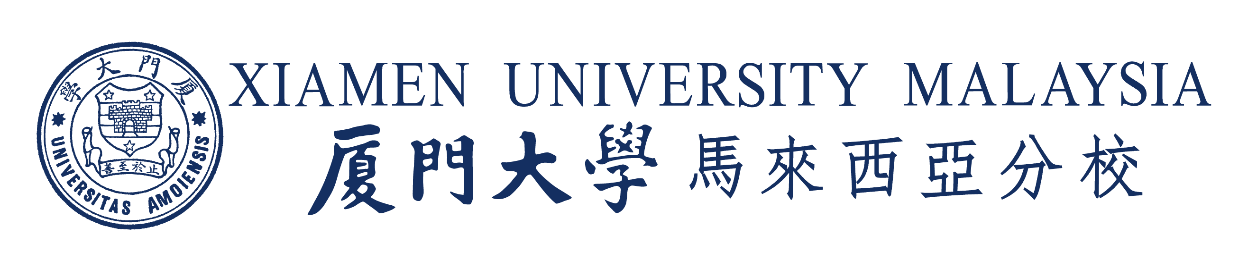 廈門大學
止於至善
UNIVERSITAS AMOIENSIS
XIAMEN UNIVERSITY MALAYSIA
厦門大學 馬來西亞分校